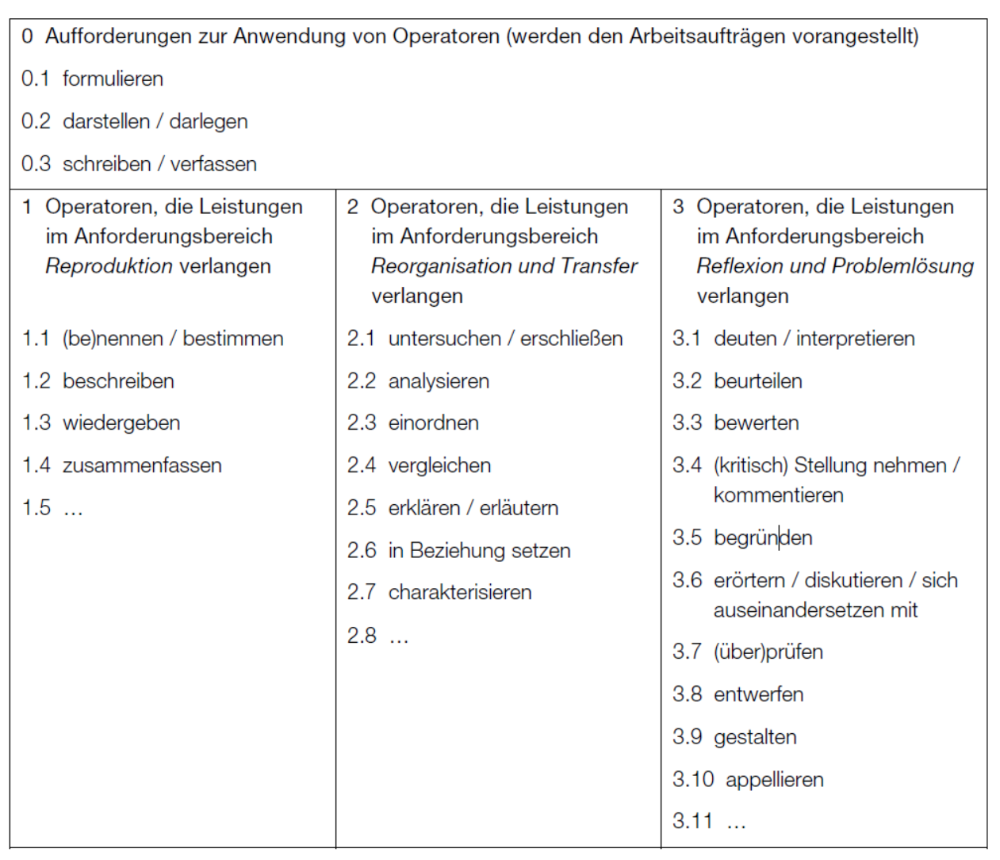 0 Aufforderungen zur Anwendung von Operatoren (werden den Arbeitsaufträgen vorangestellt)
0.1 formulieren
0.2 darstellen / darlegen
0.3 schreiben / verfassen
1 Operatoren, die Leistungen
im Anforderungsbereich
Reproduktion verlangen
1.1 (be)nennen / bestimmen
1.2 beschreiben
1.3 wiedergeben
1.4 zusammenfassen
1.5 …
2 Operatoren, die Leistungen
im Anforderungsbereich
Reorganisation und Transfer
verlangen
2.1 untersuchen / erschließen
2.2 analysieren
2.3 einordnen
2.4 vergleichen
2.5 erklären / erläutern
2.6 in Beziehung setzen
2.7 charakterisieren
2.8 …
3 Operatoren, die Leistungen
im Anforderungsbereich
Reflexion und Problemlösung
verlangen
3.1 deuten / interpretieren
3.2 beurteilen
3.3 bewerten
3.4 (kritisch) Stellung nehmen /
kommentieren
3.5 begründen
3.6 erörtern / diskutieren / sich
auseinandersetzen mit
3.7 (über)prüfen
3.8 entwerfen
3.9 gestalten
3.10 appellieren
3.11 …